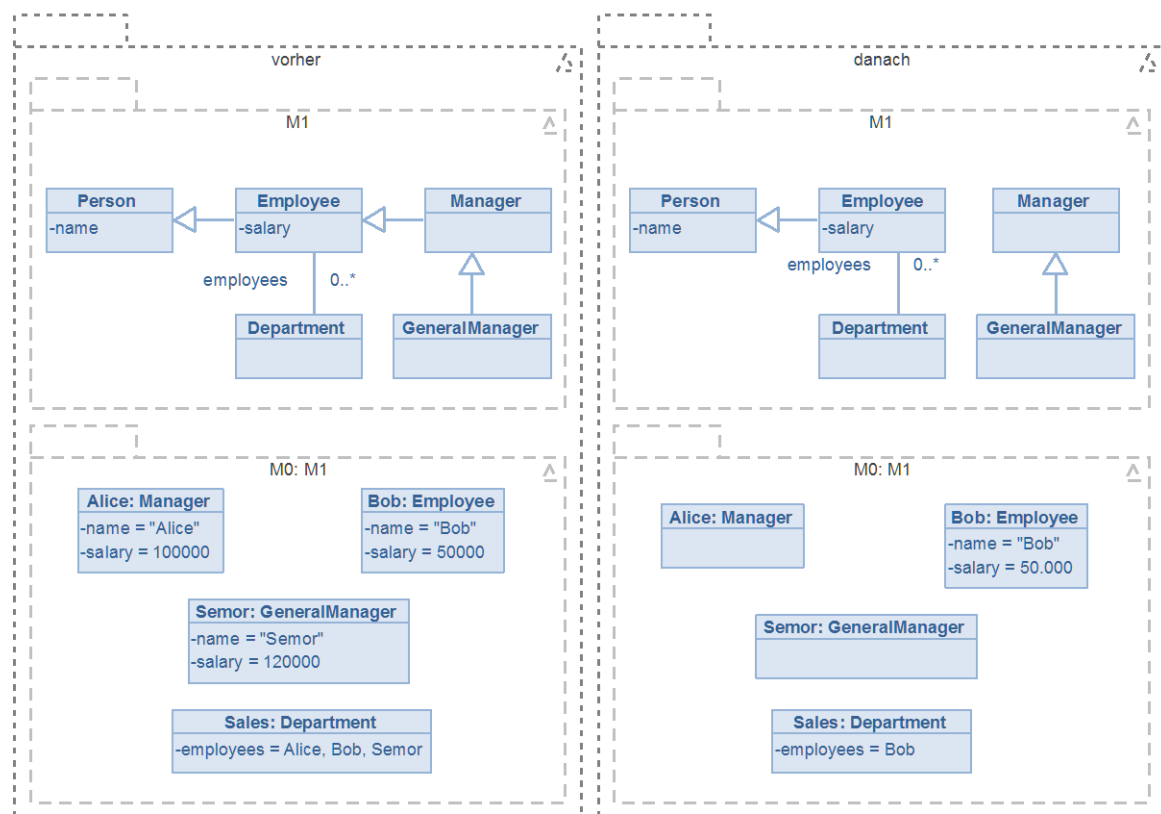 vorher
M1
Person
-name
Employee
-salary
Manager
employees
0..*
Department
GeneralManager
M0: M1
Alice: Manager
-name = "Alice"
-salary = 100000
Bob: Employee
-name = "Bob"
-salary = 50000
Semor: GeneralManager
-name = "Semor"
-salary = 120000
Sales: Department
-employees = Alice, Bob, Semor
danach
M1
Person
-name
Employee
-salary
Manager
employees
0..*
Department
GeneralManager
M0: M1
Alice: Manager
Bob: Employee
-name = "Bob"
-salary = 50.000
Semor: GeneralManager
Sales: Department
-employees = Bob